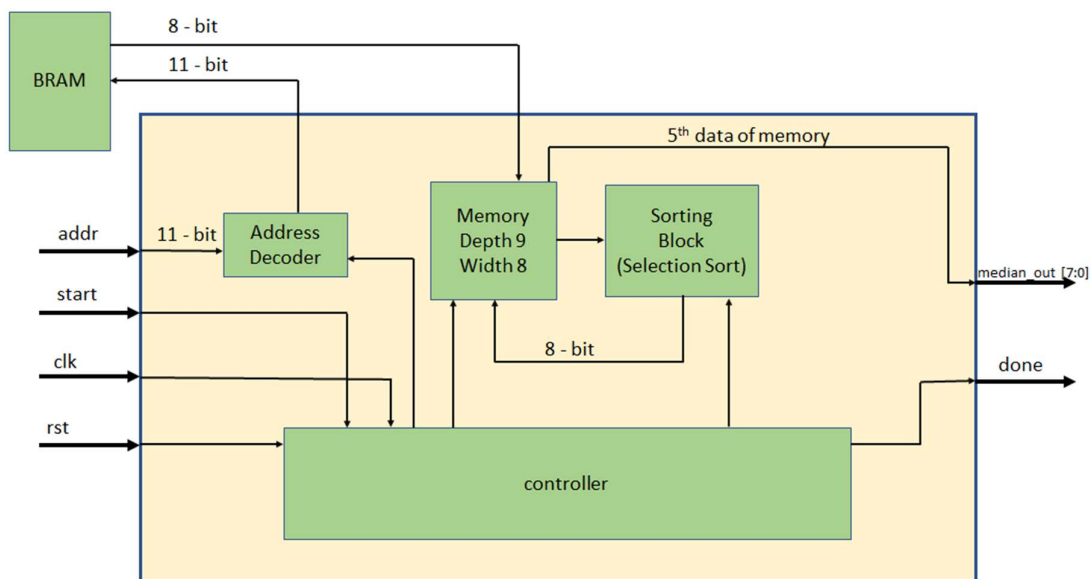 8 - bit
11 - bit
BRAM
5th data of memory
addr
11 - bit
Address
Decoder
Memory
Depth 9
Width 8
Sorting
Block
(Selection Sort)
median_out [7:0]
start
8 - bit
clk
done
rst
controller